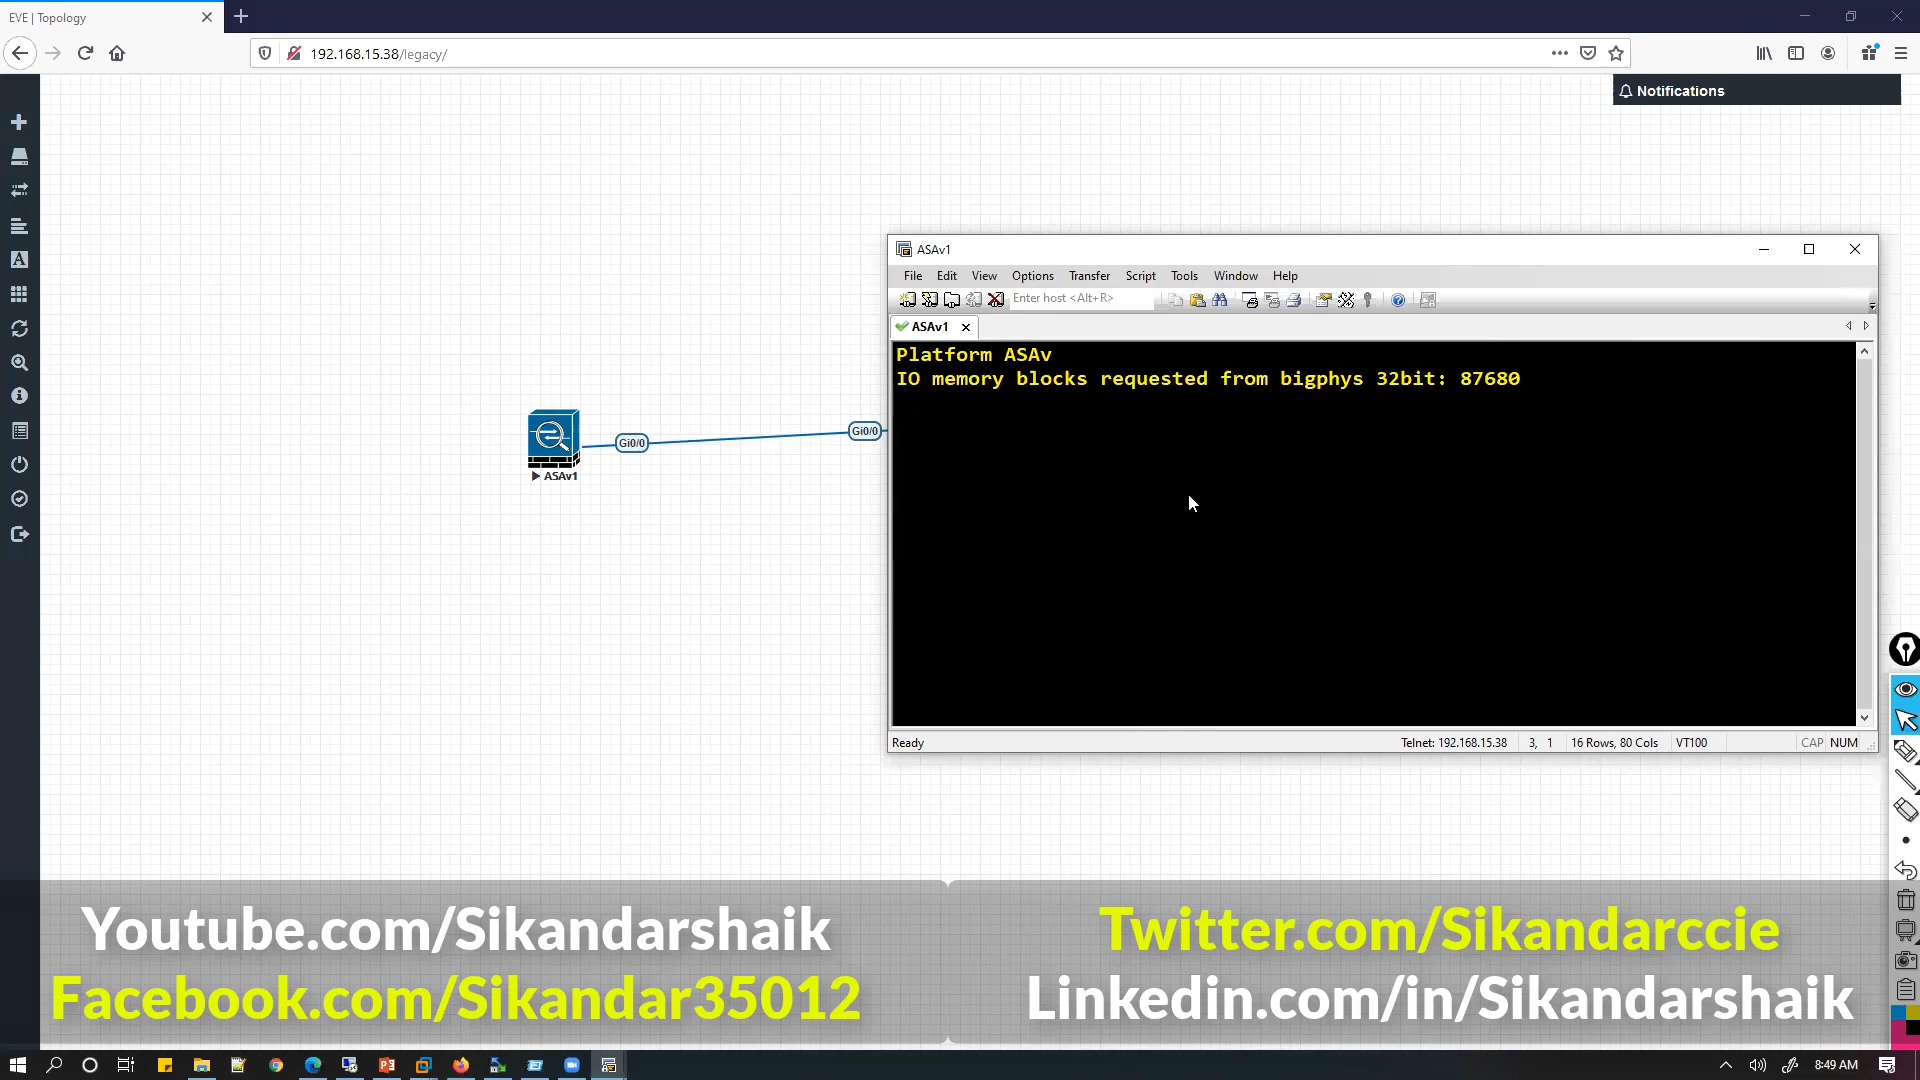 EVE | Topology
192.168.15.38/legacy/
Notifications
ASAv1
File Edit View Options Transfer Script Tools Window Help
Enter host <Alt+R>
ASAv1
Platform ASAv
IO memory blocks requested from bigphys 32bit: 87680
Gi0/0
Gi0/0
ASAv1
Ready
Telnet: 192.168.15.38 3, 1 16 Rows, 80 Cols VT100 CAP NUM
Youtube.com/Sikandarshaik
Facebook.com/Sikandar35012
Twitter.com/Sikandarccie
Linkedin.com/in/Sikandarshaik
8:49 AM